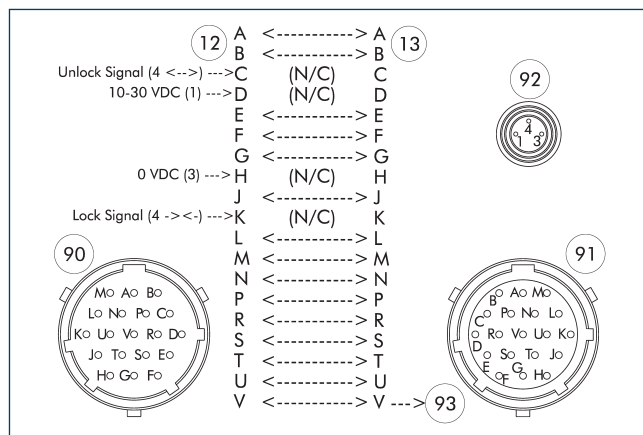 12 A <-----------> A 13
B <-----------> B
Unlock Signal (4 <-->) --->C (N/C) C
10-30 VDC (1) --->D (N/C) D
E <-----------> E
F <-----------> F
G <-----------> G
0 VDC (3) --->H (N/C) H
J <-----------> J
Lock Signal (4 -><-) --->K (N/C) K
L <-----------> L
M <-----------> M
N <-----------> N
P <-----------> P
R <-----------> R
S <-----------> S
T <-----------> T
U <-----------> U
V <-----------> V ---> 93
92
4
1 3
90
M A B
L N P C
K U V R D
J T S E
H G F
91
B A M
C P N L
D R V U K
E S T J
F G H